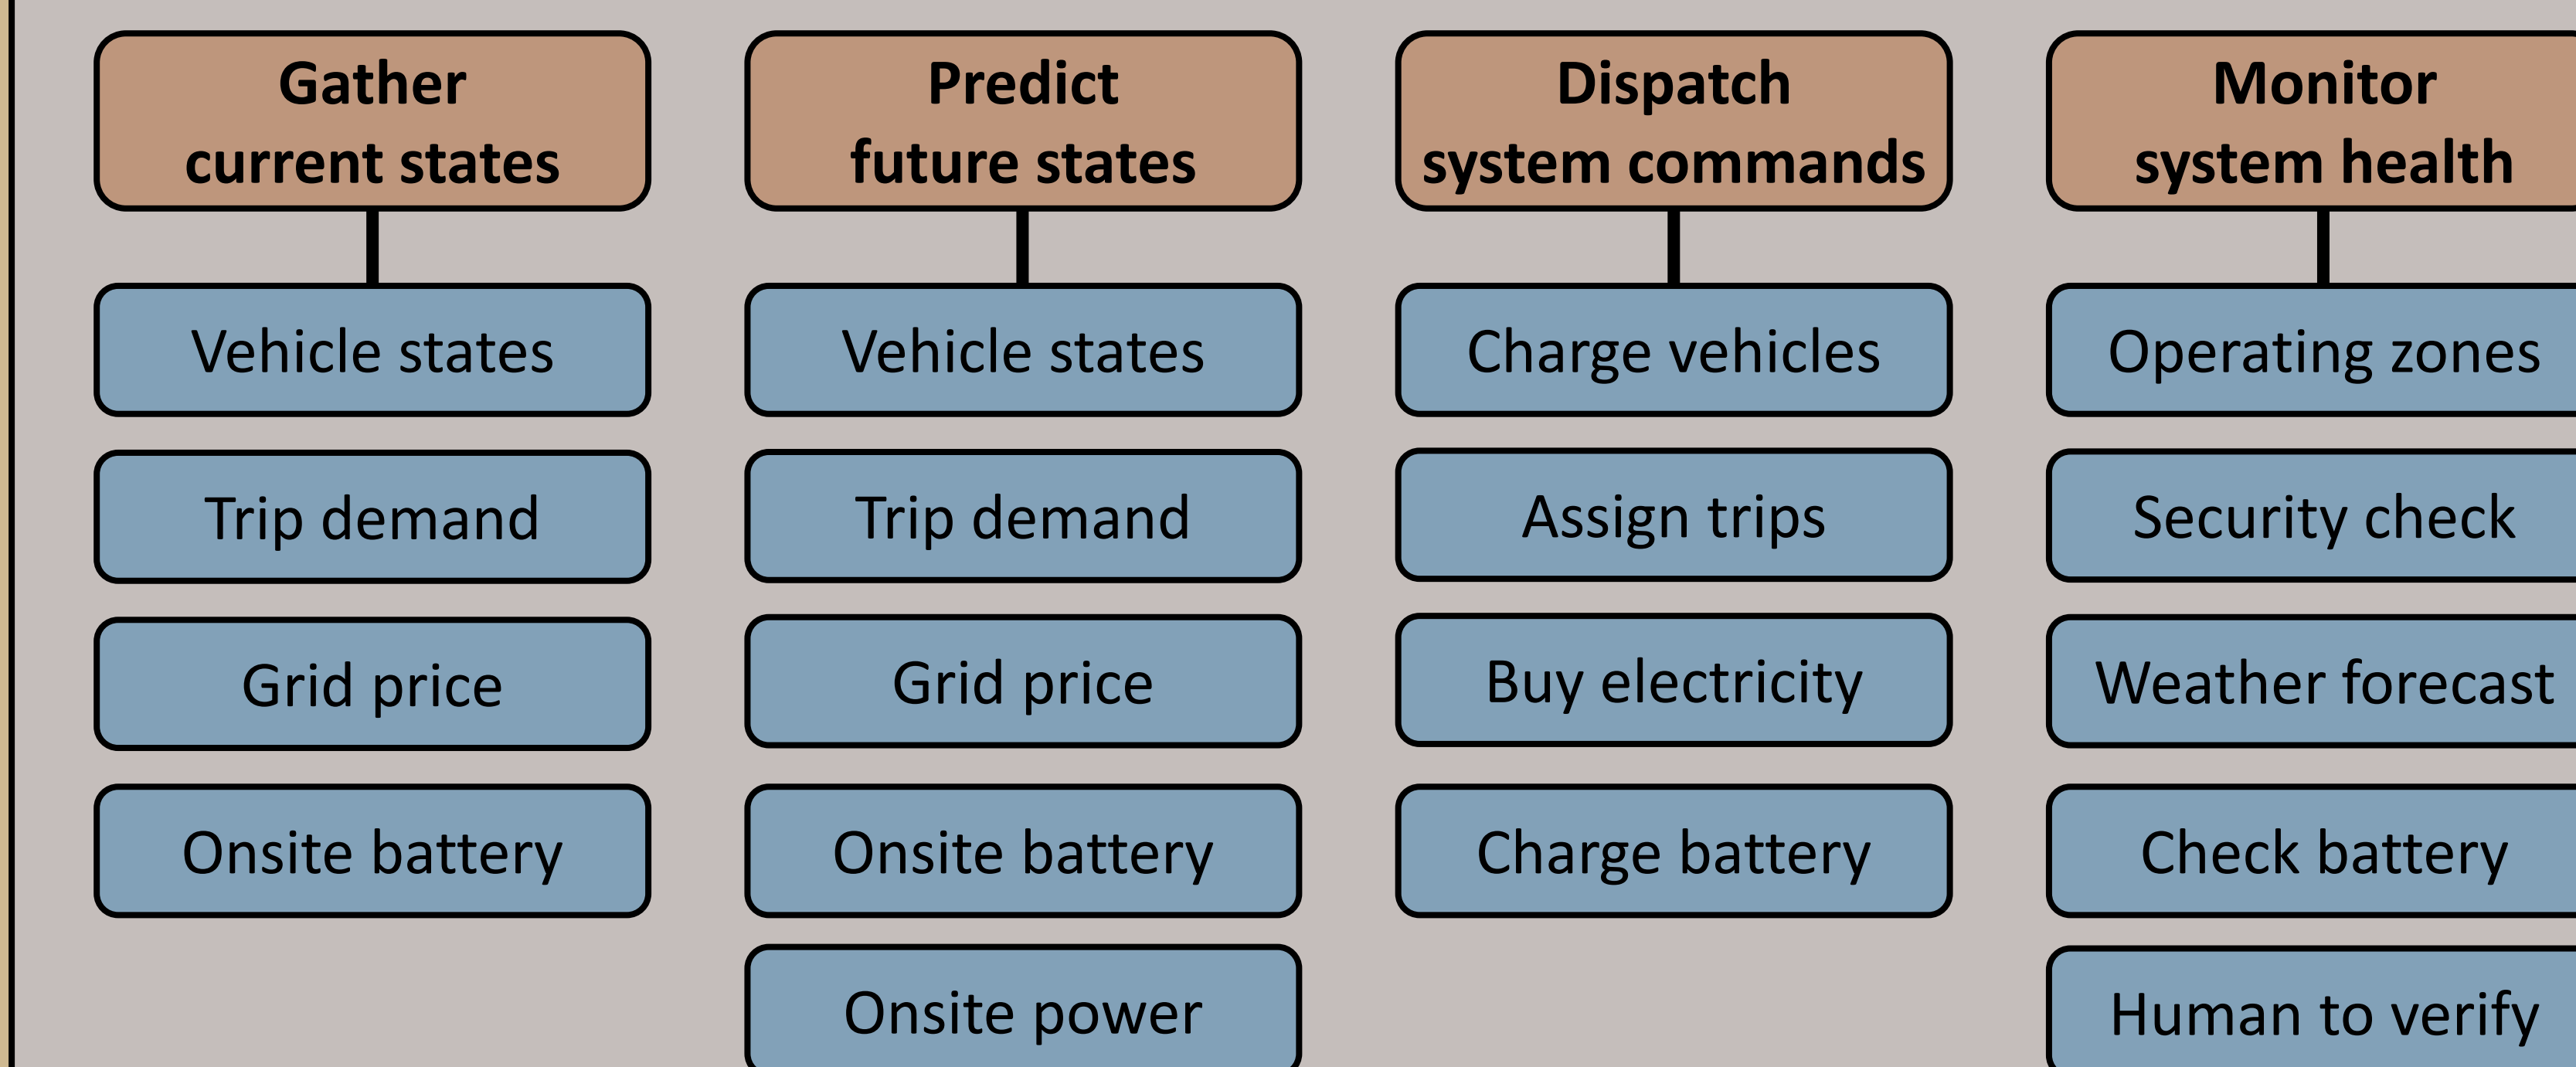 Gather
current states
Vehicle states
Trip demand
Grid price
Onsite battery
Predict
future states
Vehicle states
Trip demand
Grid price
Onsite battery
Onsite power
Dispatch
system commands
Charge vehicles
Assign trips
Buy electricity
Charge battery
Monitor
system health
Operating zones
Security check
Weather forecast
Check battery
Human to verify